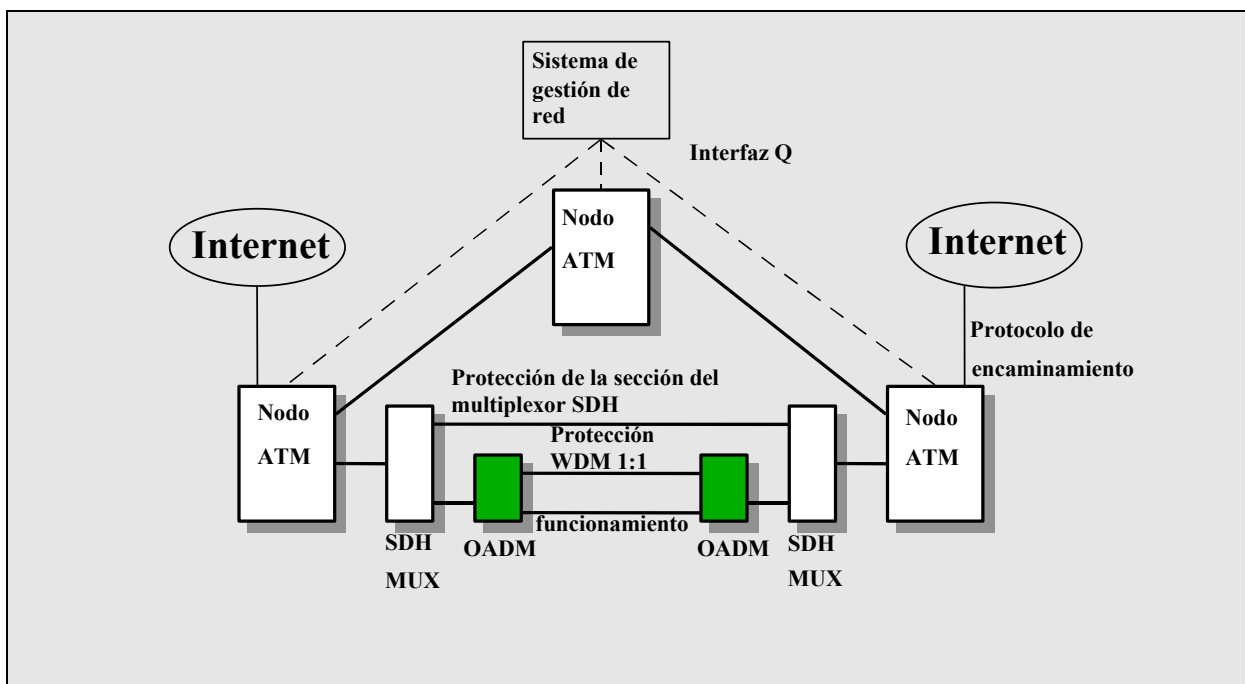 Sistema de
gestión de
red
Interfaz Q
Nodo
ATM
Internet
Internet
Protocolo de
encaminamiento
Protección de la sección del
multiplexor SDH
Nodo
ATM
Nodo
ATM
Protección
WDM 1:1
funcionamiento
SDH
MUX
OADM
OADM
SDH
MUX